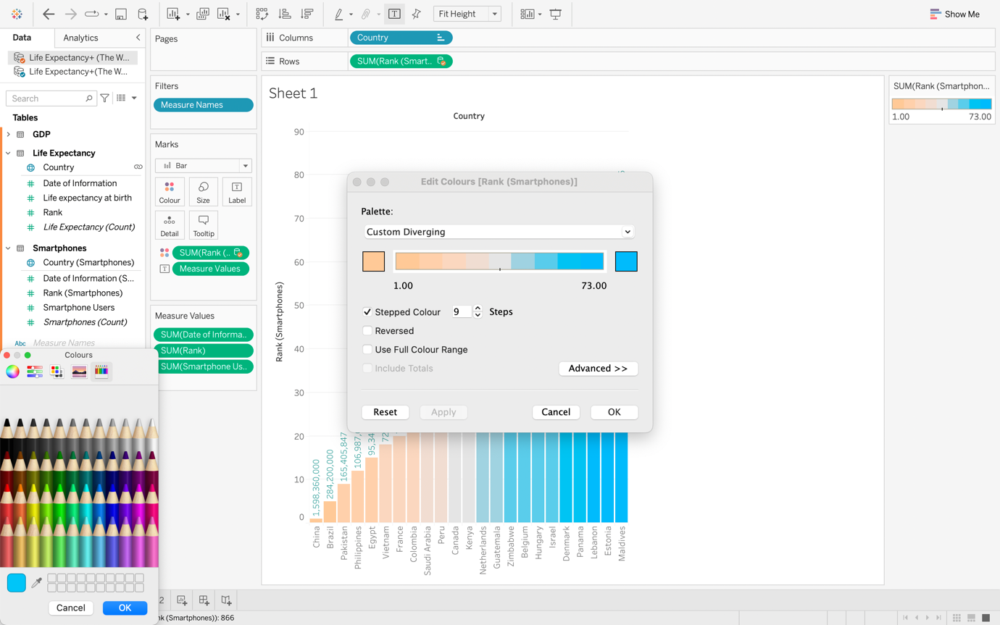 Fit Height
Show Me
Data
Analytics
Life Expectancy+ (The W...
Life Expectancy+(The W...
Search
Tables
GDP
Life Expectancy
Country
Date of Information
Life expectancy at birth
Rank
Life Expectancy (Count)
Smartphones
Country (Smartphones)
Date of Information (S...
Rank (Smartphones)
Smartphone Users
Smartphones (Count)
Abc
Measure Names
Pages
Filters
Measure Names
Marks
Bar
Colour
Size
T
Label
Detail
Tooltip
SUM(Rank (..
T
Measure Values
Measure Values
SUM(Date of Informa..
SUM(Rank)
SUM(Smartphone Us..
Columns
Country
Rows
SUM(Rank (Smart..
Sheet 1
Country
Rank (Smartphones)
90
80
70
60
50
40
30
20
10
0
1,598,360,000
284,200,000
165,405,847
China
Brazil
Pakistan
Philippines
Egypt
Vietnam
France
Colombia
Saudi Arabia
Peru
Canada
Kenya
Netherlands
Guatemala
Zimbabwe
Belgium
Hungary
Israel
Denmark
Panama
Lebanon
Estonia
Maldives
SUM(Rank (Smartphon...
1.00 73.00
Edit Colours [Rank (Smartphones)]
Palette:
Custom Diverging
1.00 73.00
Stepped Colour 9 Steps
Reversed
Use Full Colour Range
Include Totals
Advanced >>
Reset
Apply
Cancel
OK
Colours
Cancel
OK
2
nk (Smartphones)): 866